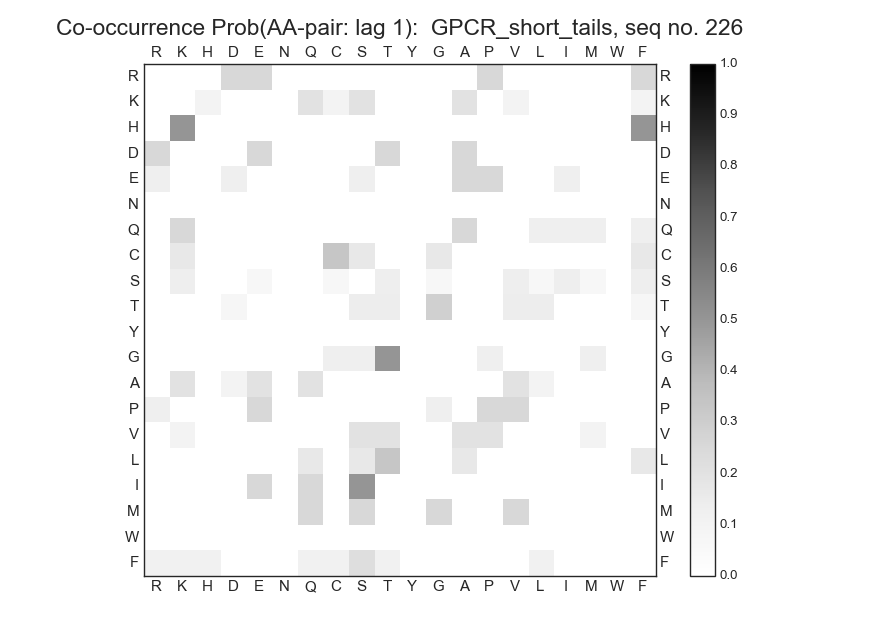 Co-occurrence Prob(AA-pair: lag 1):  GPCR_short_tails, seq no. 226
R K H D E N Q C S T Y G A P V L I M W F
R R 1.0
K K 0.9
H H
D D 0.8
E E
N N 0.7
Q Q
C C 0.6
S S
T T 0.5
Y Y
G G 0.4
A A
P P 0.3
V V
L L 0.2
I I
M M 0.1
W W
F F 0.0
R K H D E N Q C S T Y G A P V L I M W F